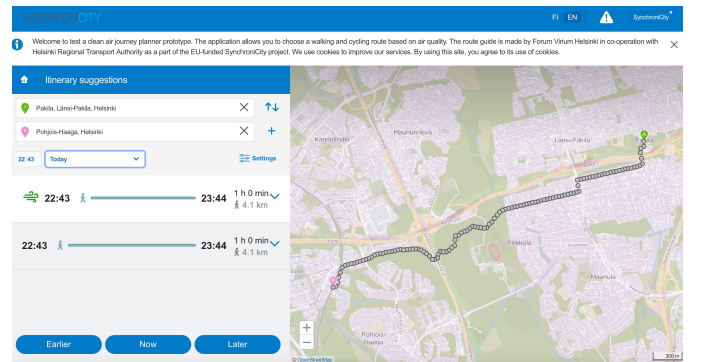 SYNCHRONICITY
FI EN SynchroniCity
Welcome to test a clean air journey planner prototype. The application allows you to choose a walking and cycling route based on air quality. The route guide is made by Forum Virium Helsinki in co-operation with
Helsinki Regional Transport Authority as a part of the EU-funded SynchroniCity project. We use cookies to improve our services. By using this site, you agree to its use of cookies.
Itinerary suggestions
Pakila, Länsi-Pakila, Helsinki
Pohjois-Haaga, Helsinki
22:43 Today Settings
22:43 23:44 1 h 0 min
4.1 km
22:43 23:44 1 h 0 min
4.1 km
Earlier Now Later
Kannelmäki
Maununneva
Länsi-Pakila
Pirkkola
Maunula
Pohjois-
Haaga
+
−
© OpenStreetMap
300 m